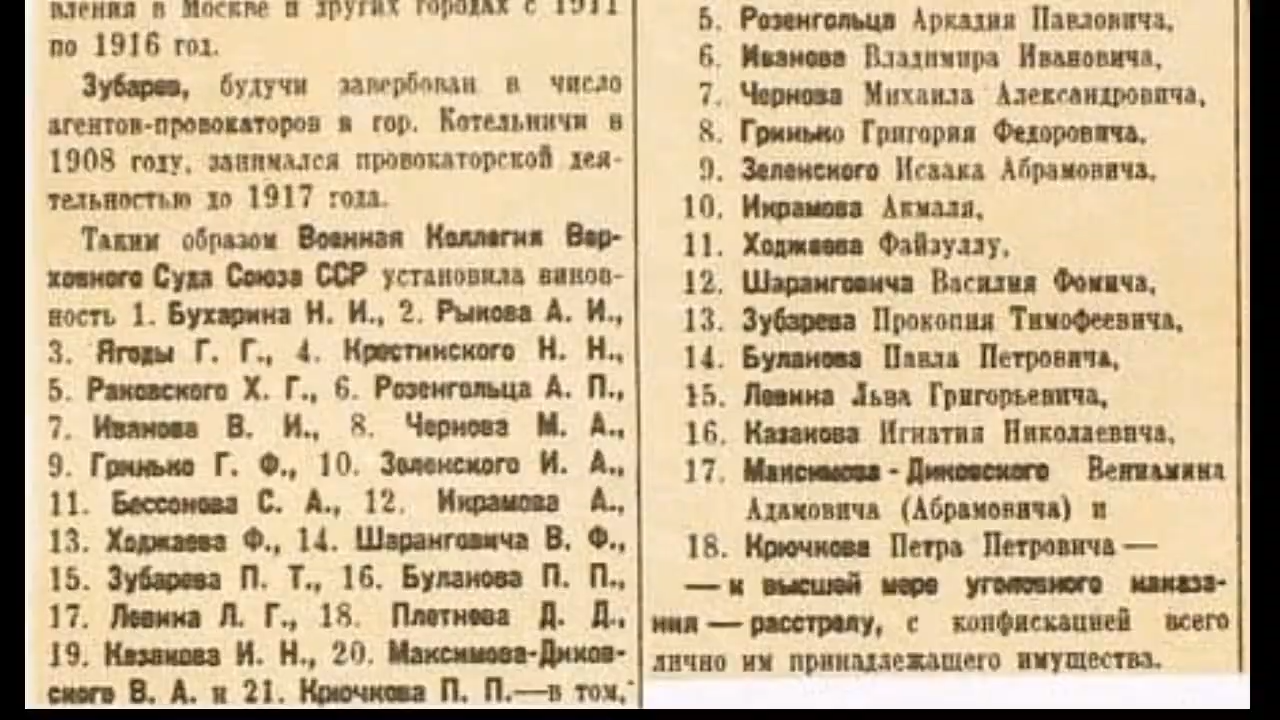 вления в Москве и других городах с 1911
по 1916 год.
Зубарев, будучи завербован в число
агентов-провокаторов в гор. Котельничи в
1908 году, занимался провокаторской дея-
тельностью до 1917 года.
Таким образом Военная Коллегия Вер-
ховного Суда Союза ССР установила винов-
ность 1. Бухарина Н. И., 2. Рыкова А. И.,
3. Ягоды Г. Г., 4. Крестинского Н. Н.,
5. Раковского Х. Г., 6. Розенгольца А. П.,
7. Иванова В. И., 8. Чернова М. А.,
9. Гринько Г. Ф., 10. Зеленского И. А.,
11. Бессонова С. А., 12. Икрамова А.,
13. Ходжаева Ф., 14. Шаранговича В. Ф.,
15. Зубарева П. Т., 16. Буланова П. П.,
17. Левина Л. Г., 18. Плетнева Д. Д.,
19. Казакова И. Н., 20. Максимова-Диков-
ского В. А. и 21. Крючкова П. П.—в том,
5. Розенгольца Аркадия Павловича,
6. Иванова Владимира Ивановича,
7. Чернова Михаила Александровича,
8. Гринько Григория Федоровича,
9. Зеленского Исаака Абрамовича,
10. Икрамова Акмаля,
11. Ходжаева Файзуллу,
12. Шаранговича Василия Фомича,
13. Зубарева Прокопия Тимофеевича,
14. Буланова Павла Петровича,
15. Левина Льва Григорьевича,
16. Казакова Игнатия Николаевича,
17. Максимова - Диковского Вениамина
Адамовича (Абрамовича) и
18. Крючкова Петра Петровича —
— к высшей мере уголовного наказа-
ния — расстрелу, с конфискацией всего
лично им принадлежащего имущества.